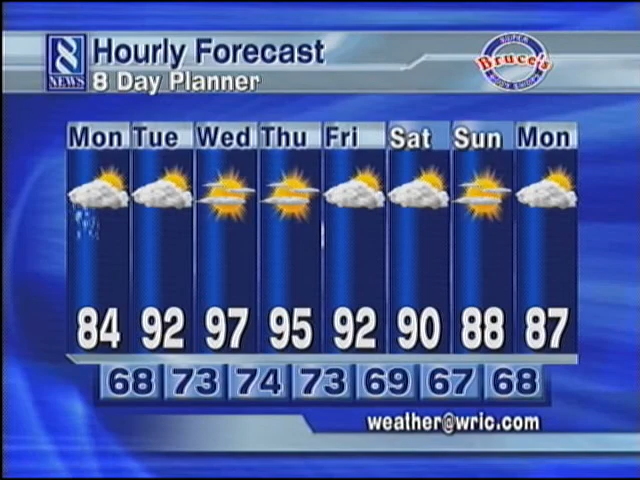 8
NEWS
Hourly Forecast
8 Day Planner
SUPER
Bruce's
BODY SHOPS
Mon Tue Wed Thu Fri Sat Sun Mon
84 92 97 95 92 90 88 87
68 73 74 73 69 67 68
weather@wric.com